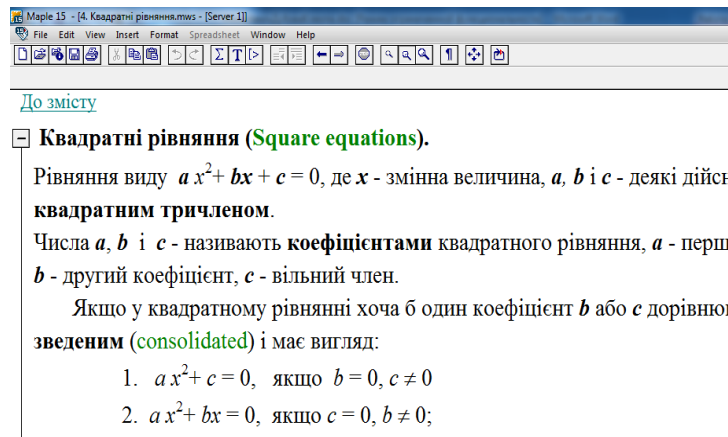 Maple 15 - [4. Квадратні рівняння.mws - [Server 1]]
File Edit View Insert Format Spreadsheet Window Help
До змісту
Квадратні рівняння (Square equations).
Рівняння виду a x²+ bx + c = 0, де x - змінна величина, a, b і c - деякі дійсн
квадратним тричленом.
Числа a, b і c - називають коефіцієнтами квадратного рівняння, a - перш
b - другий коефіцієнт, c - вільний член.
Якщо у квадратному рівнянні хоча б один коефіцієнт b або c дорівнює
зведеним (consolidated) і має вигляд:
1. a x²+ c = 0, якщо b = 0, c ≠ 0
2. a x²+ bx = 0, якщо c = 0, b ≠ 0;